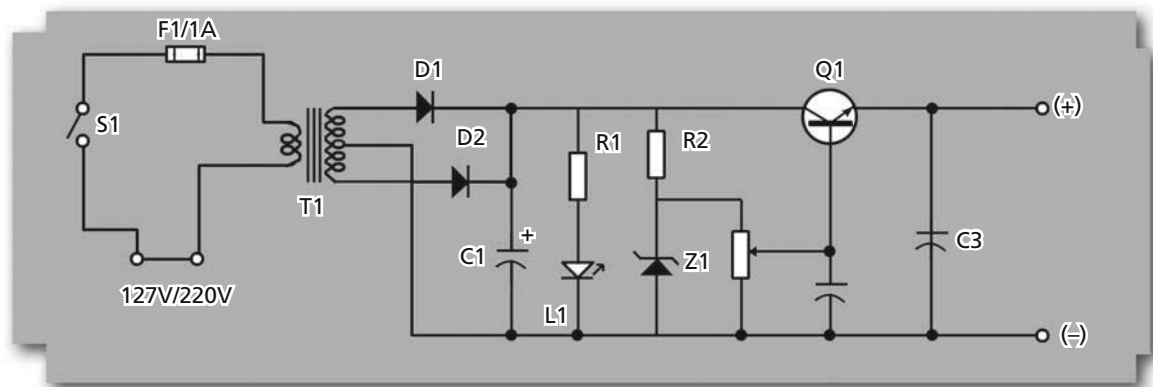 F1/1A
S1
T1
127V/220V
D1
D2
C1
+
R1
L1
R2
Z1
Q1
C3
(+)
(–)